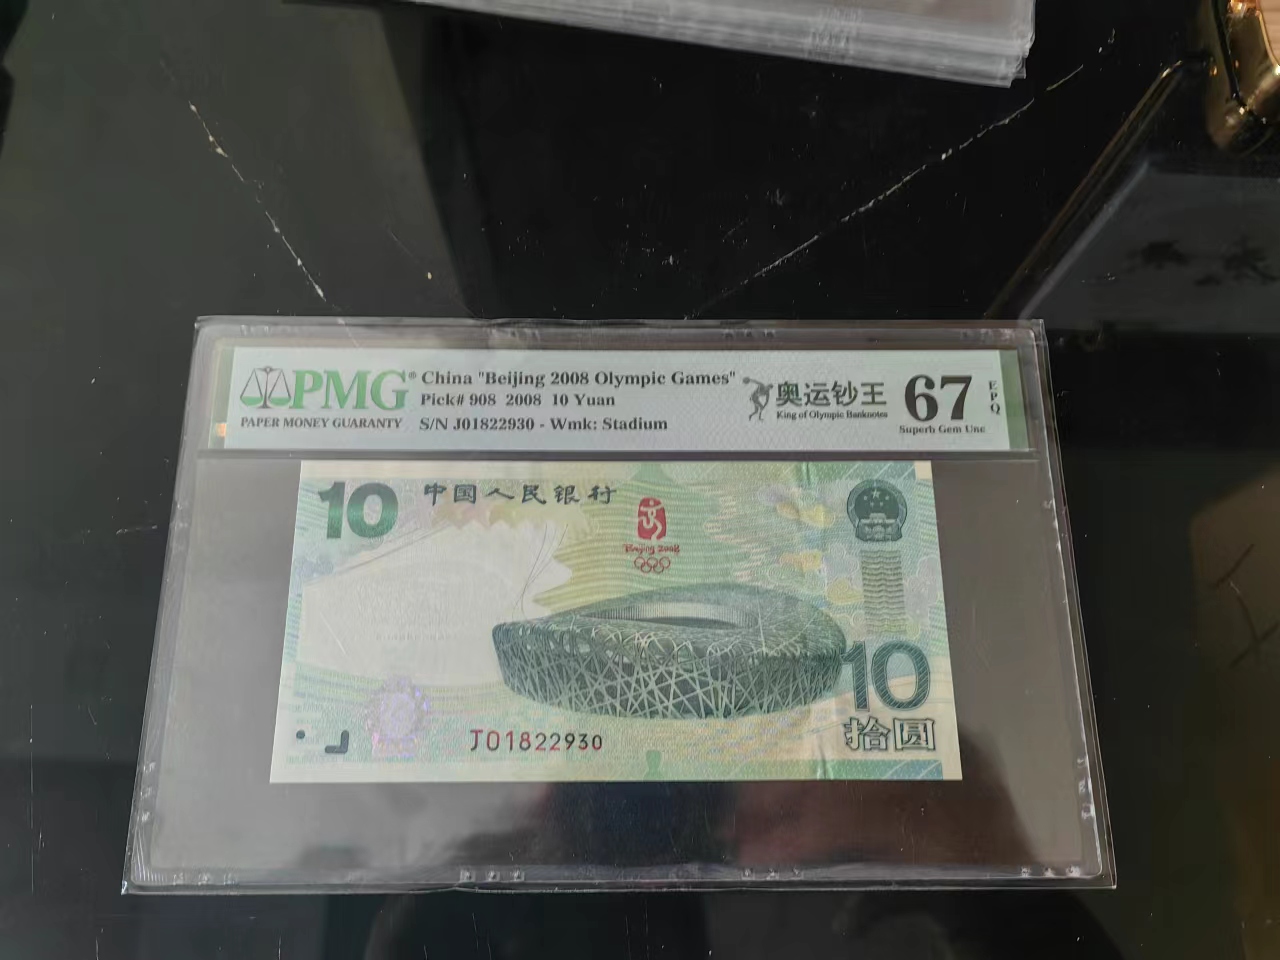 PMG®
PAPER MONEY GUARANTY
China "Beijing 2008 Olympic Games"
Pick# 908 2008 10 Yuan
S/N J01822930 - Wmk: Stadium
奥运钞王
King of Olympic Banknotes
67
EPQ
Superb Gem Unc
10
中国人民银行
Beijing 2008
10
拾圆
J01822930